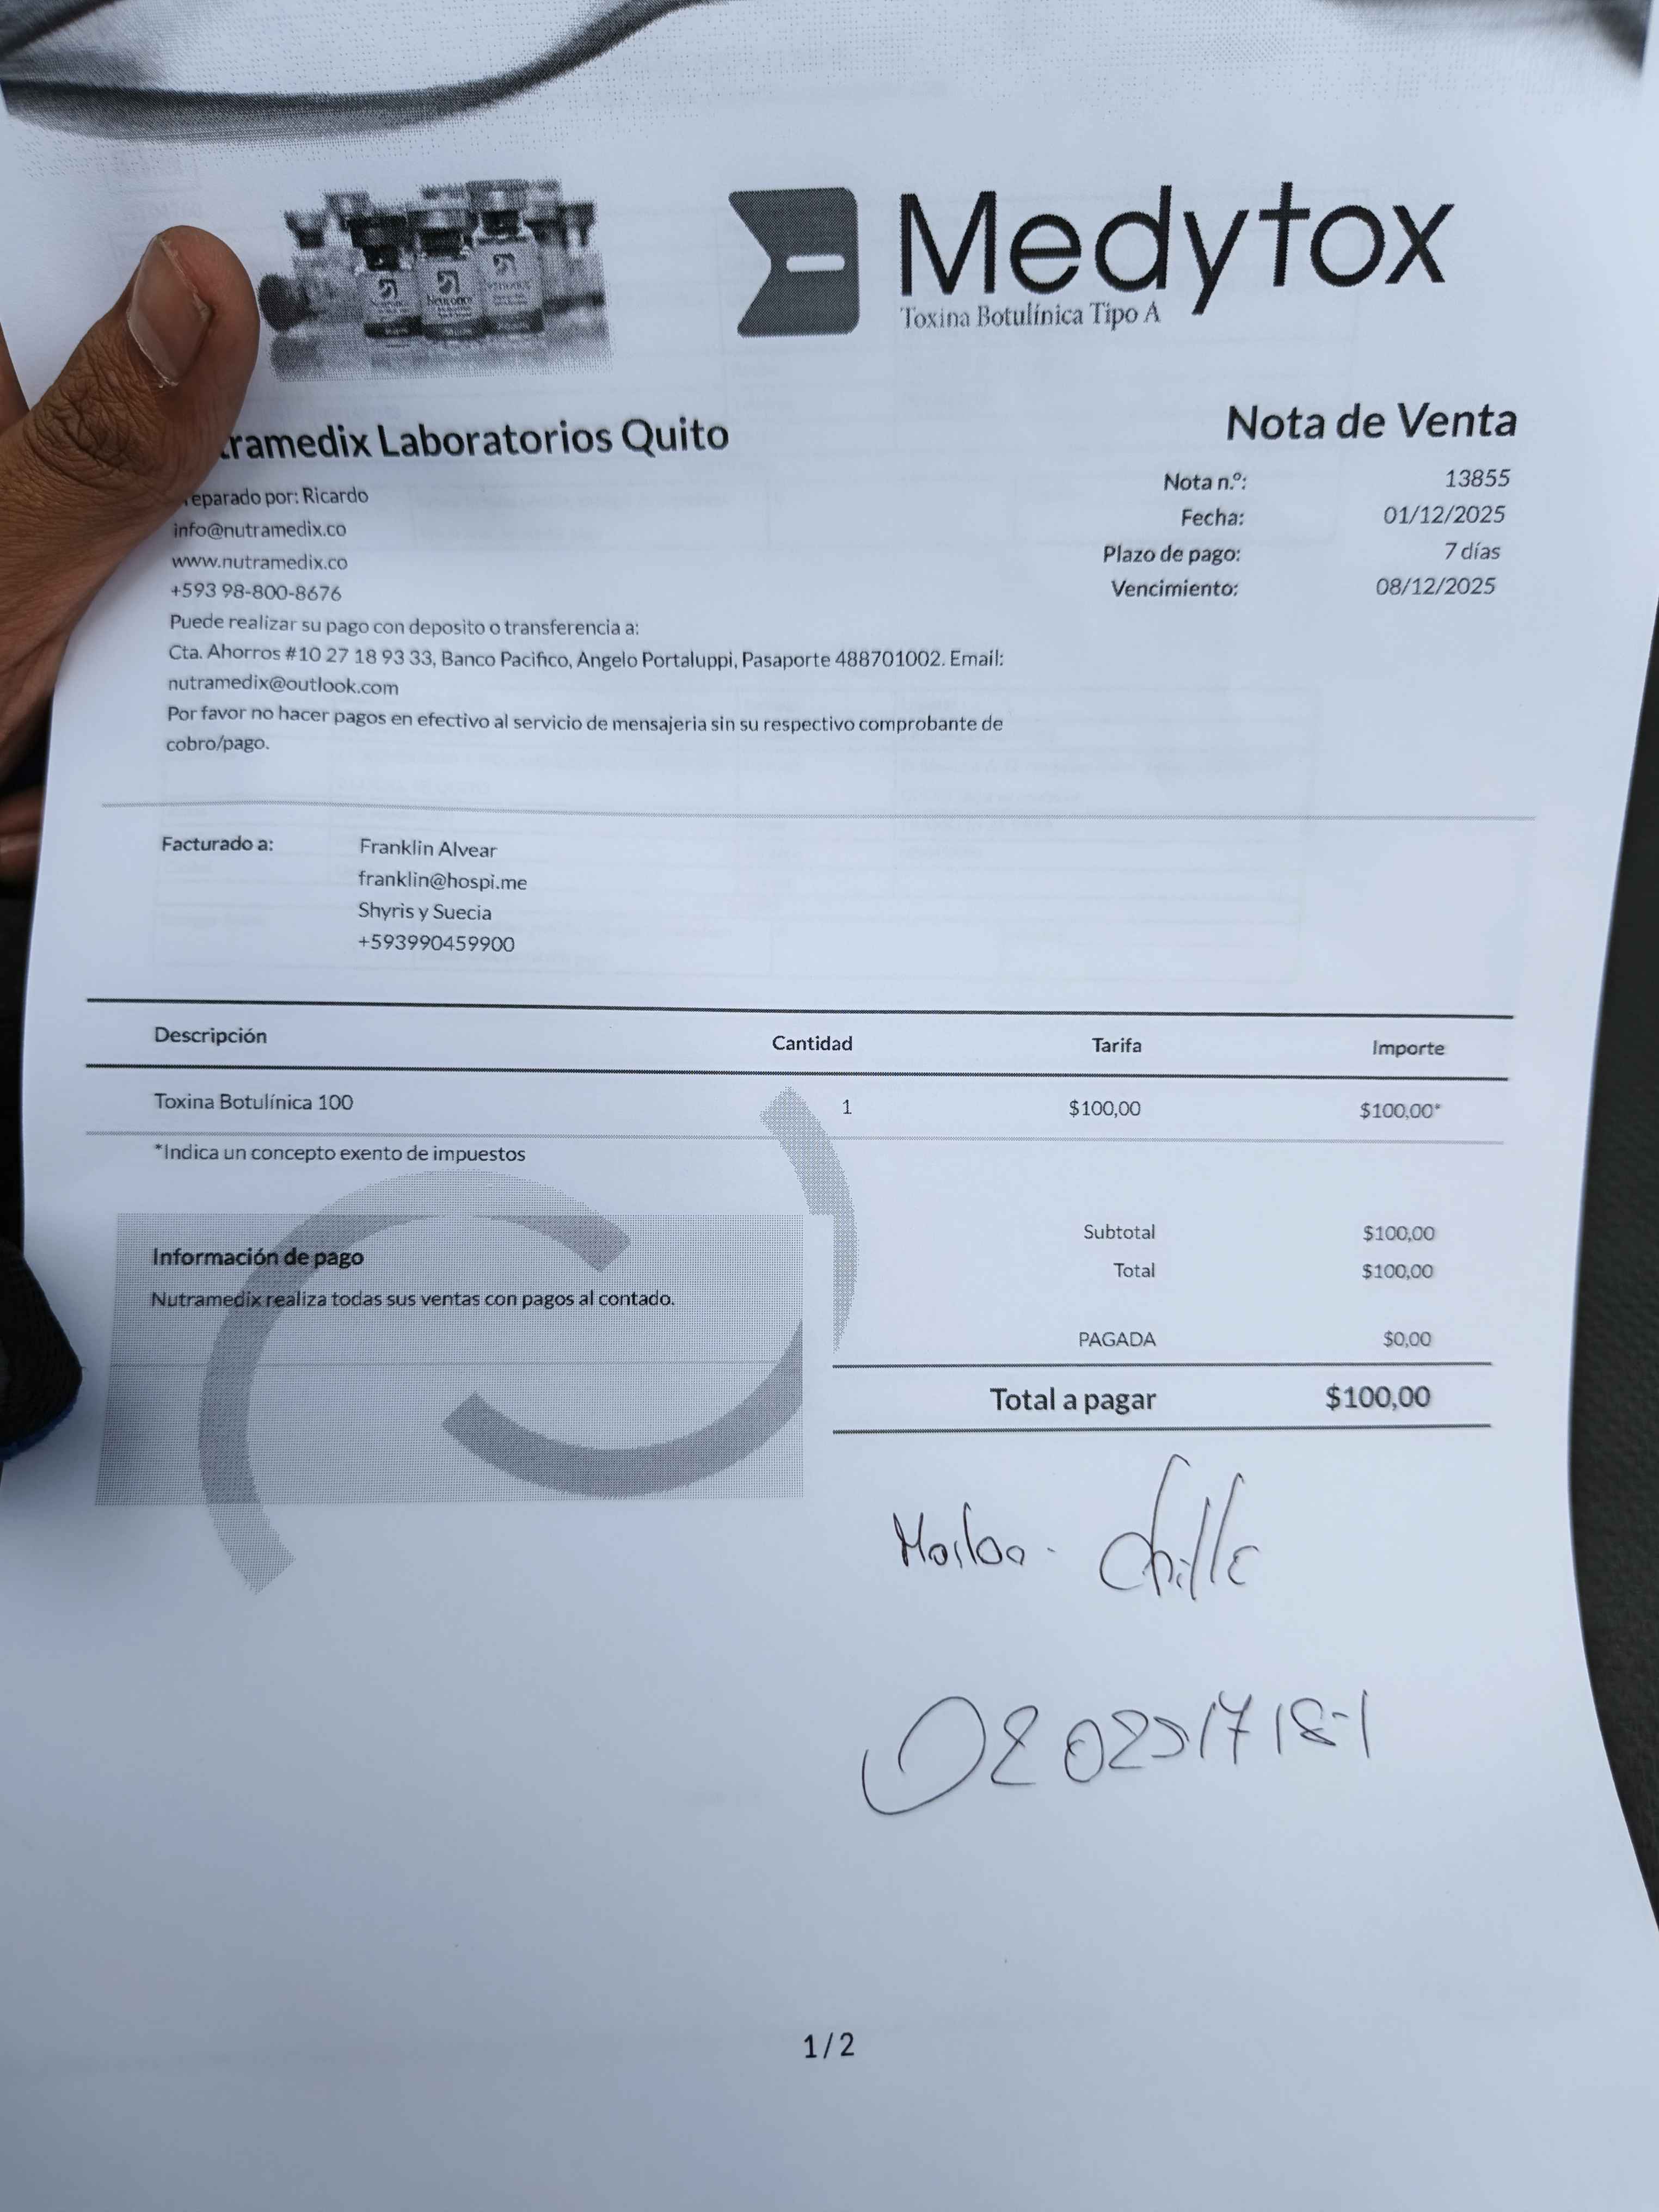 Medytox
Toxina Botulínica Tipo A
tramedix Laboratorios Quito
Nota de Venta
eparado por: Ricardo
info@nutramedix.co
www.nutramedix.co
+593 98-800-8676
Puede realizar su pago con deposito o transferencia a:
Cta. Ahorros #10 27 18 93 33, Banco Pacifico, Angelo Portaluppi, Pasaporte 488701002. Email:
nutramedix@outlook.com
Por favor no hacer pagos en efectivo al servicio de mensajeria sin su respectivo comprobante de
cobro/pago.
Nota n.º: 13855
Fecha: 01/12/2025
Plazo de pago: 7 días
Vencimiento: 08/12/2025
Facturado a: Franklin Alvear
franklin@hospi.me
Shyris y Suecia
+593990459900
Descripción Cantidad Tarifa Importe
Toxina Botulínica 100 1 $100,00 $100,00*
*Indica un concepto exento de impuestos
Información de pago
Nutramedix realiza todas sus ventas con pagos al contado.
Subtotal $100,00
Total $100,00
PAGADA $0,00
Total a pagar $100,00
1/2